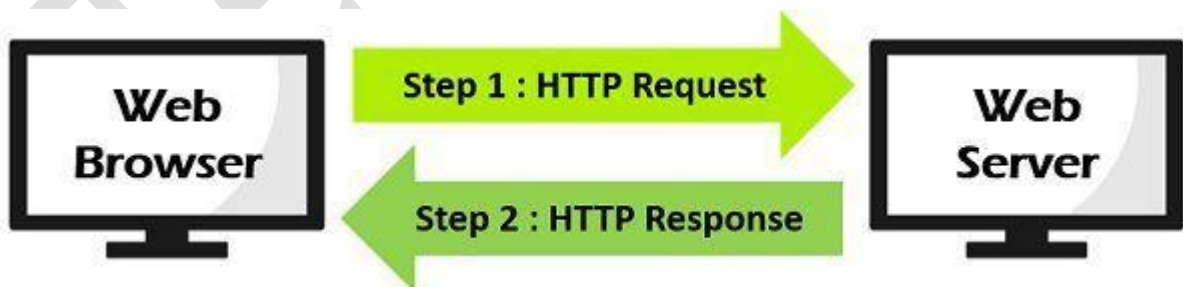 Web
Browser
Step 1 : HTTP Request
Step 2 : HTTP Response
Web
Server